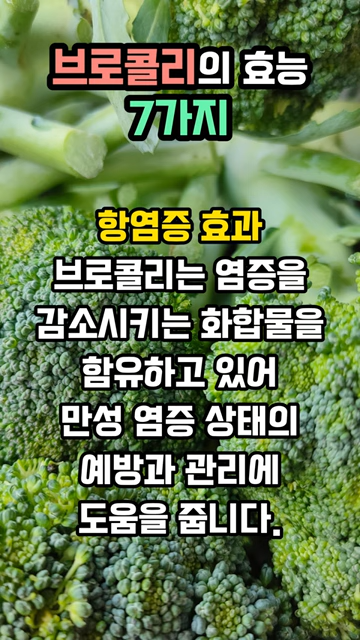 브로콜리의 효능
7가지
항염증 효과
브로콜리는 염증을
감소시키는 화합물을
함유하고 있어
만성 염증 상태의
예방과 관리에
도움을 줍니다.